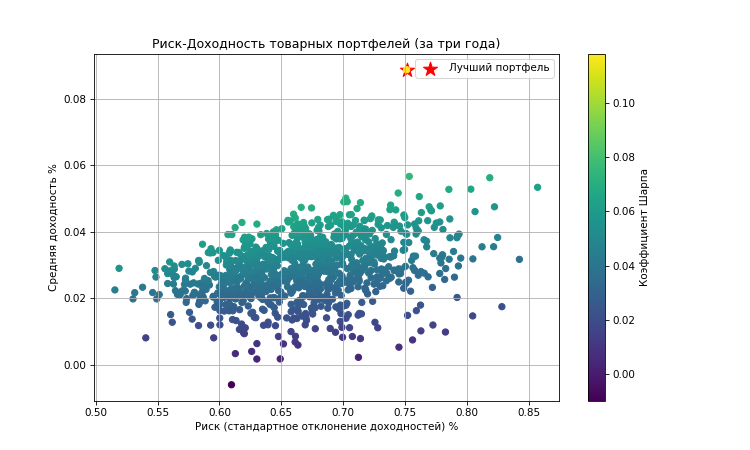 Риск-Доходность товарных портфелей (за три года)
Лучший портфель
Средняя доходность %
0.08
0.06
0.04
0.02
0.00
0.50 0.55 0.60 0.65 0.70 0.75 0.80 0.85
Риск (стандартное отклонение доходностей) %
0.10
0.08
0.06
0.04
0.02
0.00
Коэффициент Шарпа